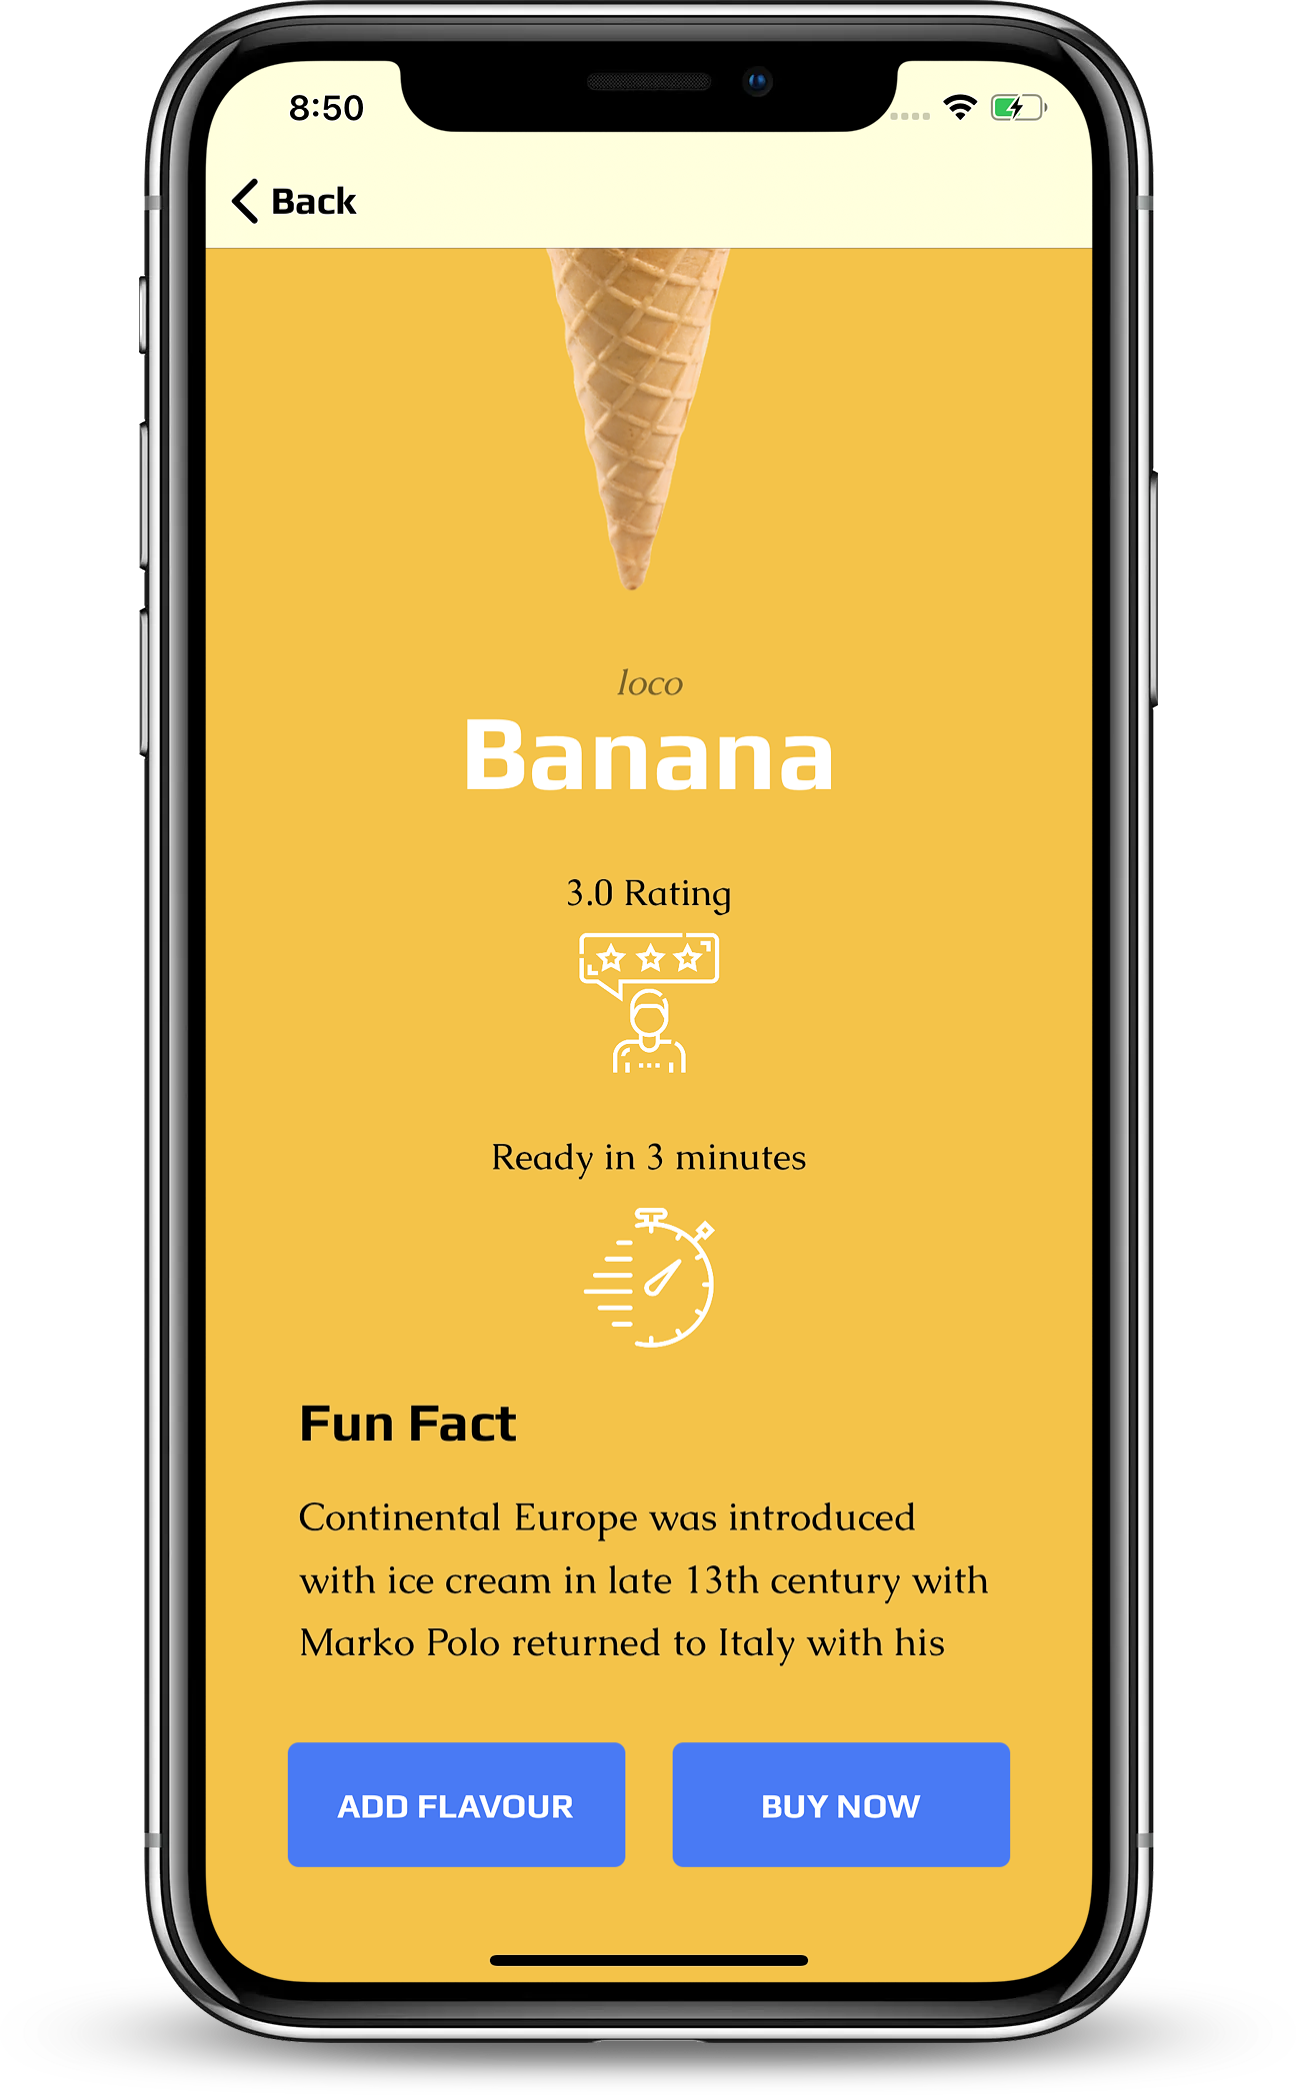 8:50
Back
loco
Banana
3.0 Rating
Ready in 3 minutes
Fun Fact
Continental Europe was introduced
with ice cream in late 13th century with
Marko Polo returned to Italy with his
ADD FLAVOUR
BUY NOW